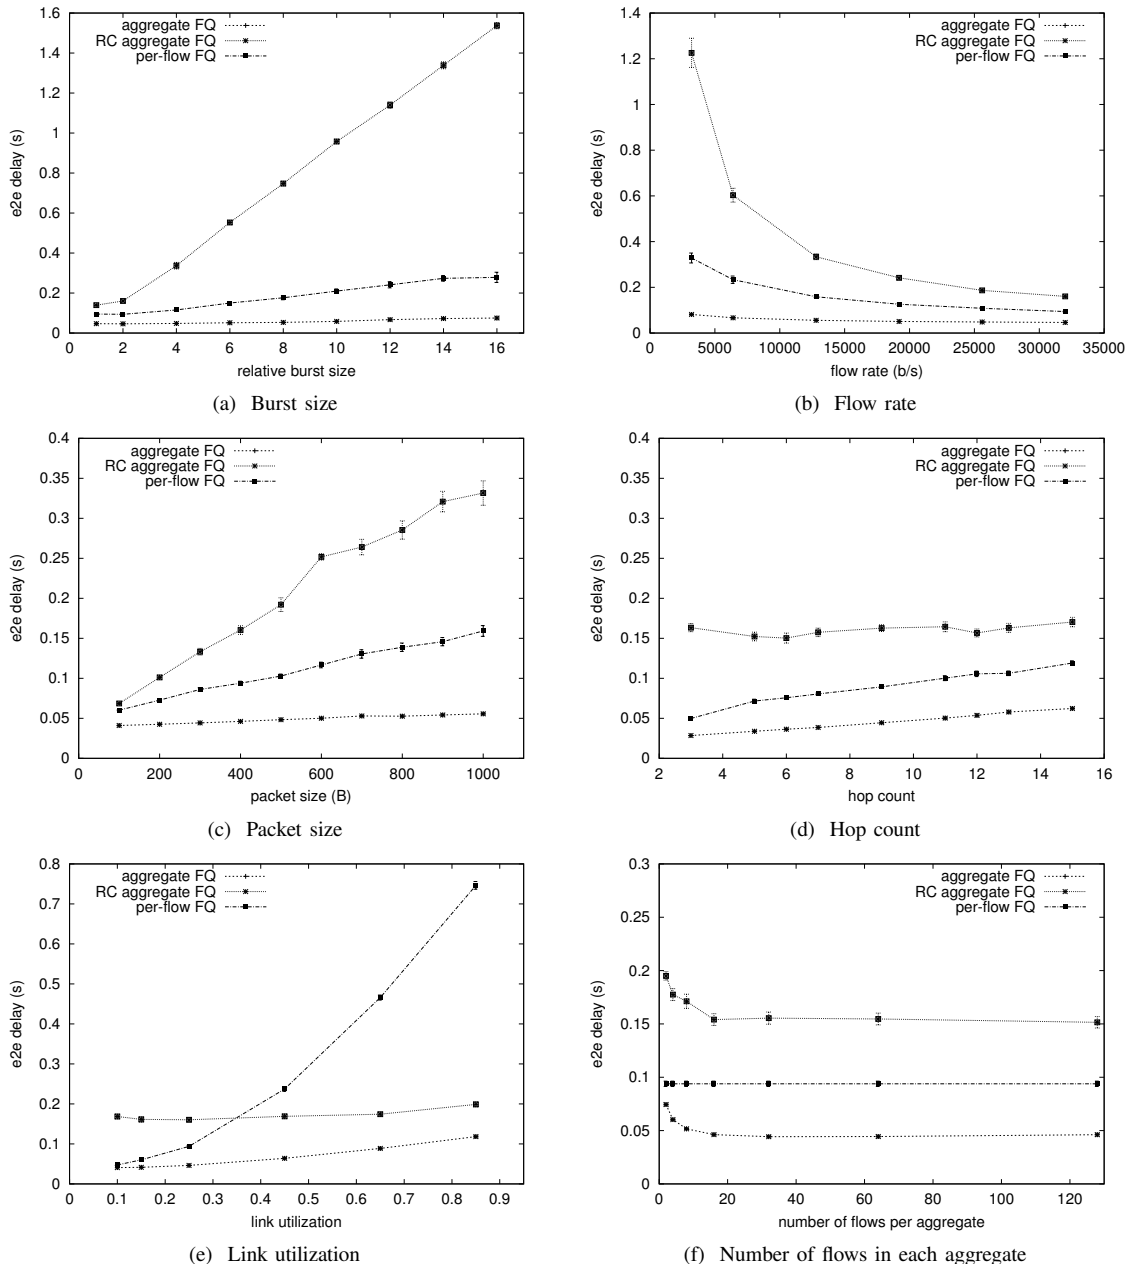 aggregate FQ
RC aggregate FQ
per-flow FQ
e2e delay (s)
1.6
1.4
1.2
1
0.8
0.6
0.4
0.2
0
0 2 4 6 8 10 12 14 16
relative burst size
(a) Burst size
aggregate FQ
RC aggregate FQ
per-flow FQ
e2e delay (s)
1.4
1.2
1
0.8
0.6
0.4
0.2
0
0 5000 10000 15000 20000 25000 30000 35000
flow rate (b/s)
(b) Flow rate
aggregate FQ
RC aggregate FQ
per-flow FQ
e2e delay (s)
0.4
0.35
0.3
0.25
0.2
0.15
0.1
0.05
0
0 200 400 600 800 1000
packet size (B)
(c) Packet size
aggregate FQ
RC aggregate FQ
per-flow FQ
e2e delay (s)
0.4
0.35
0.3
0.25
0.2
0.15
0.1
0.05
0
2 4 6 8 10 12 14 16
hop count
(d) Hop count
aggregate FQ
RC aggregate FQ
per-flow FQ
e2e delay (s)
0.8
0.7
0.6
0.5
0.4
0.3
0.2
0.1
0
0 0.1 0.2 0.3 0.4 0.5 0.6 0.7 0.8 0.9
link utilization
(e) Link utilization
aggregate FQ
RC aggregate FQ
per-flow FQ
e2e delay (s)
0.3
0.25
0.2
0.15
0.1
0.05
0
0 20 40 60 80 100 120
number of flows per aggregate
(f) Number of flows in each aggregate